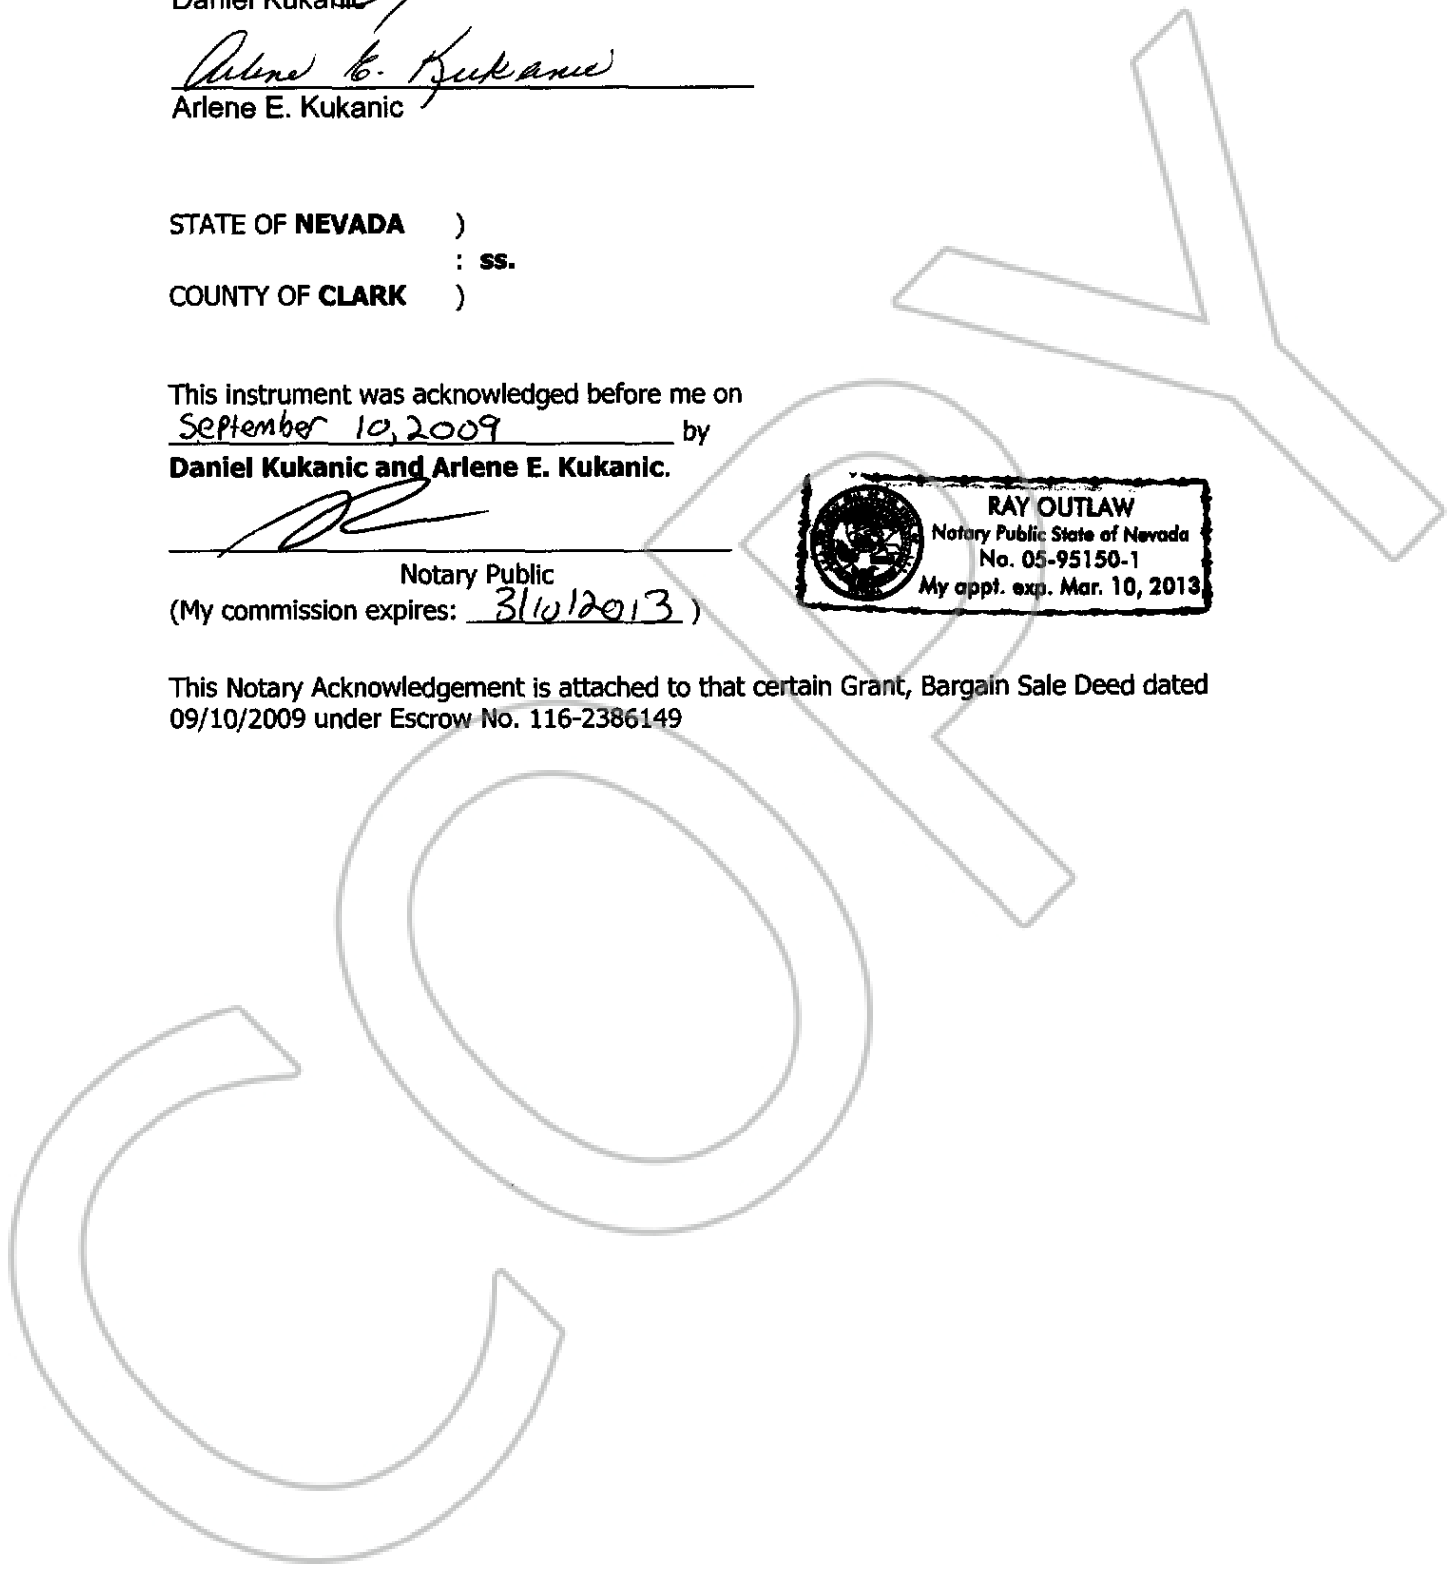 Daniel Kukanic
Arlene E. Kukanic
Arlene E. Kukanic
STATE OF NEVADA )
: ss.
COUNTY OF CLARK )
This instrument was acknowledged before me on
September 10, 2009 by
Daniel Kukanic and Arlene E. Kukanic.
Notary Public
(My commission expires: 3/10/2013 )
RAY OUTLAW
Notary Public State of Nevada
No. 05-95150-1
My appt. exp. Mar. 10, 2013
This Notary Acknowledgement is attached to that certain Grant, Bargain Sale Deed dated
09/10/2009 under Escrow No. 116-2386149
COPY